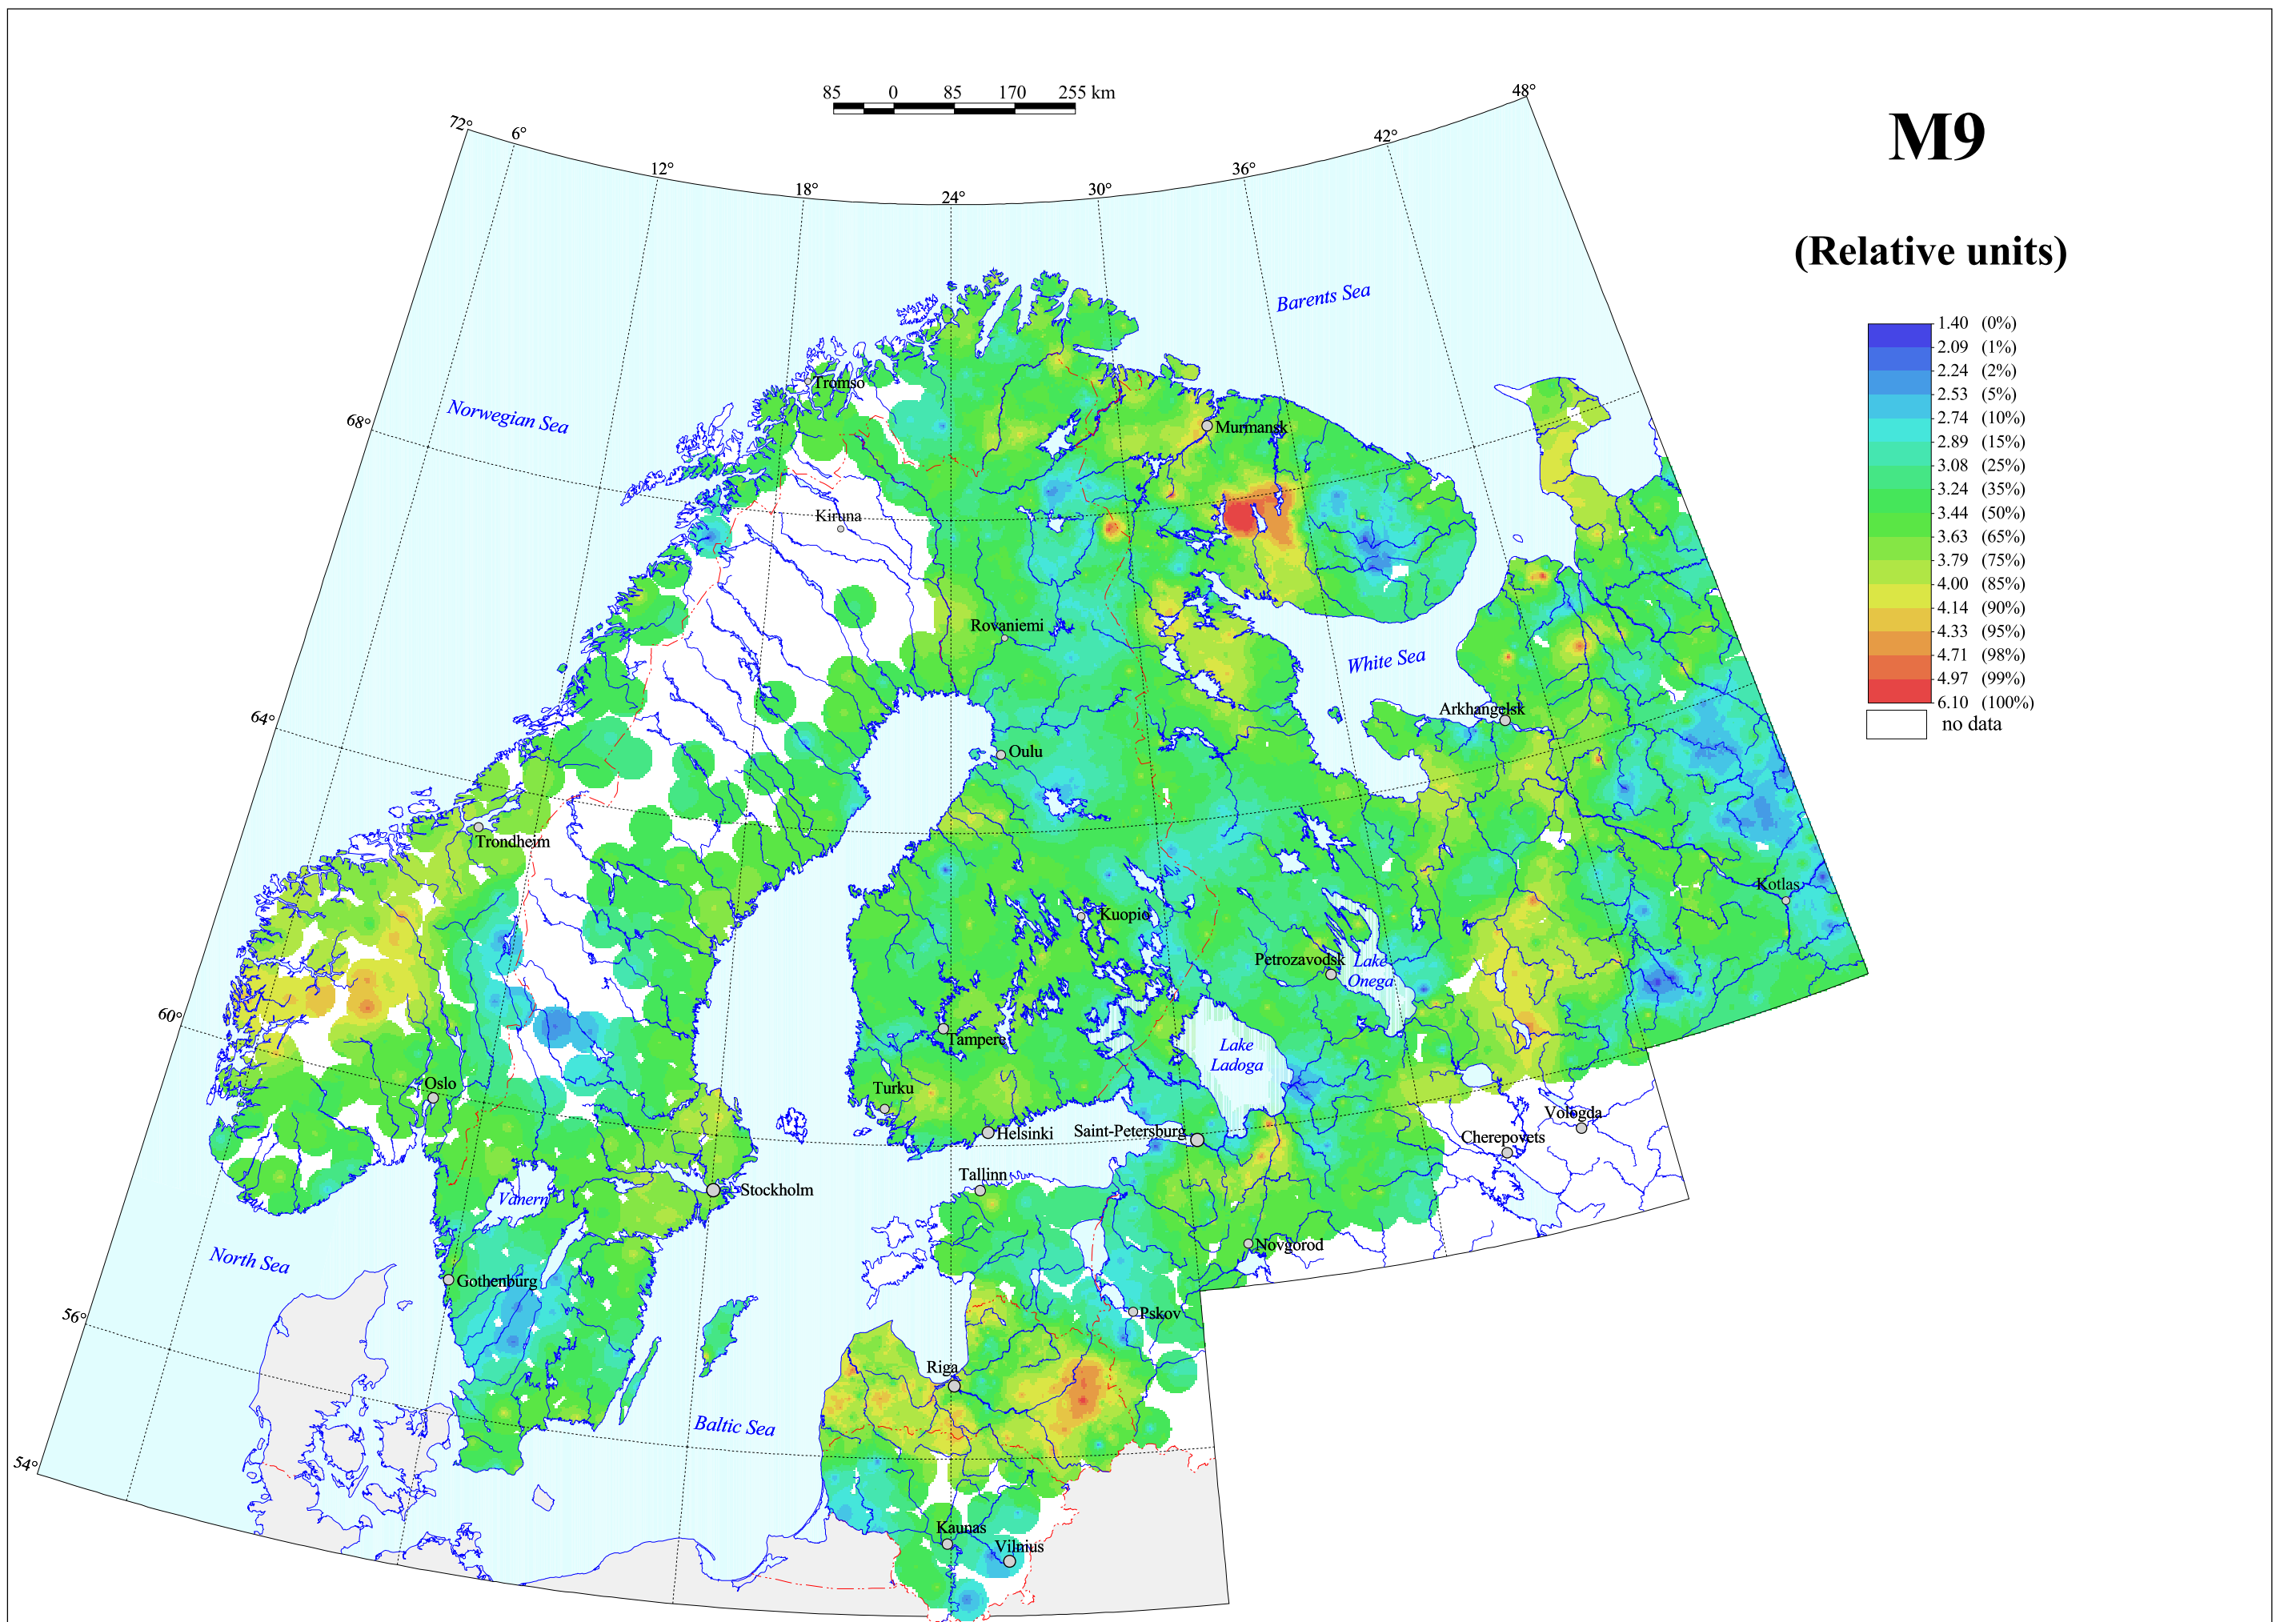 M9
(Relative units)
85 0 85 170 255 km
72° 6° 12° 18° 24° 30° 36° 42° 48°
68°
64°
60°
56°
54°
1.40 (0%)
2.09 (1%)
2.24 (2%)
2.53 (5%)
2.74 (10%)
2.89 (15%)
3.08 (25%)
3.24 (35%)
3.44 (50%)
3.63 (65%)
3.79 (75%)
4.00 (85%)
4.14 (90%)
4.33 (95%)
4.71 (98%)
4.97 (99%)
6.10 (100%)
no data
Barents Sea
Norwegian Sea
Tromso
Murmansk
Kiruna
Rovaniemi
White Sea
Arkhangelsk
Oulu
Trondheim
Kotlas
Kuopio
Petrozavodsk
Lake
Onega
Tampere
Lake
Ladoga
Oslo
Turku
Vologda
Helsinki
Saint-Petersburg
Cherepovets
Tallinn
Stockholm
Vanern
Novgorod
North Sea
Gothenburg
Pskov
Riga
Baltic Sea
Kaunas
Vilnius